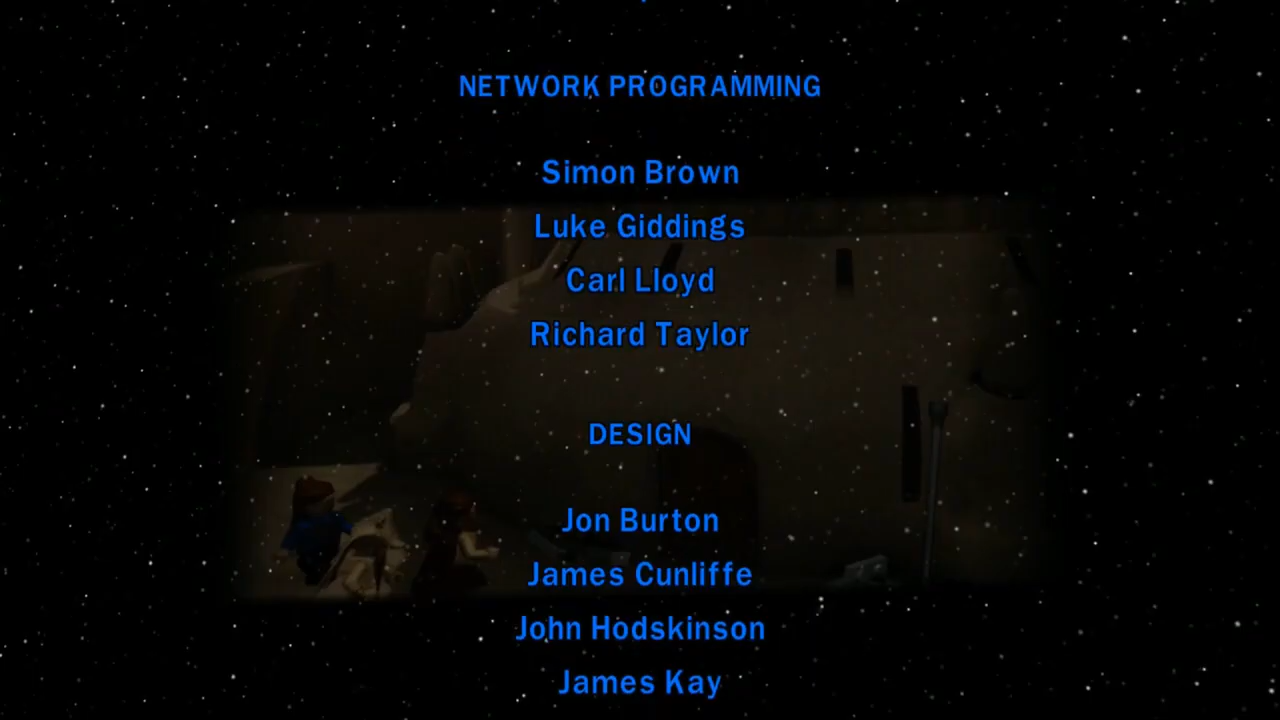 NETWORK PROGRAMMING
Simon Brown
Luke Giddings
Carl Lloyd
Richard Taylor
DESIGN
Jon Burton
James Cunliffe
John Hodskinson
James Kay